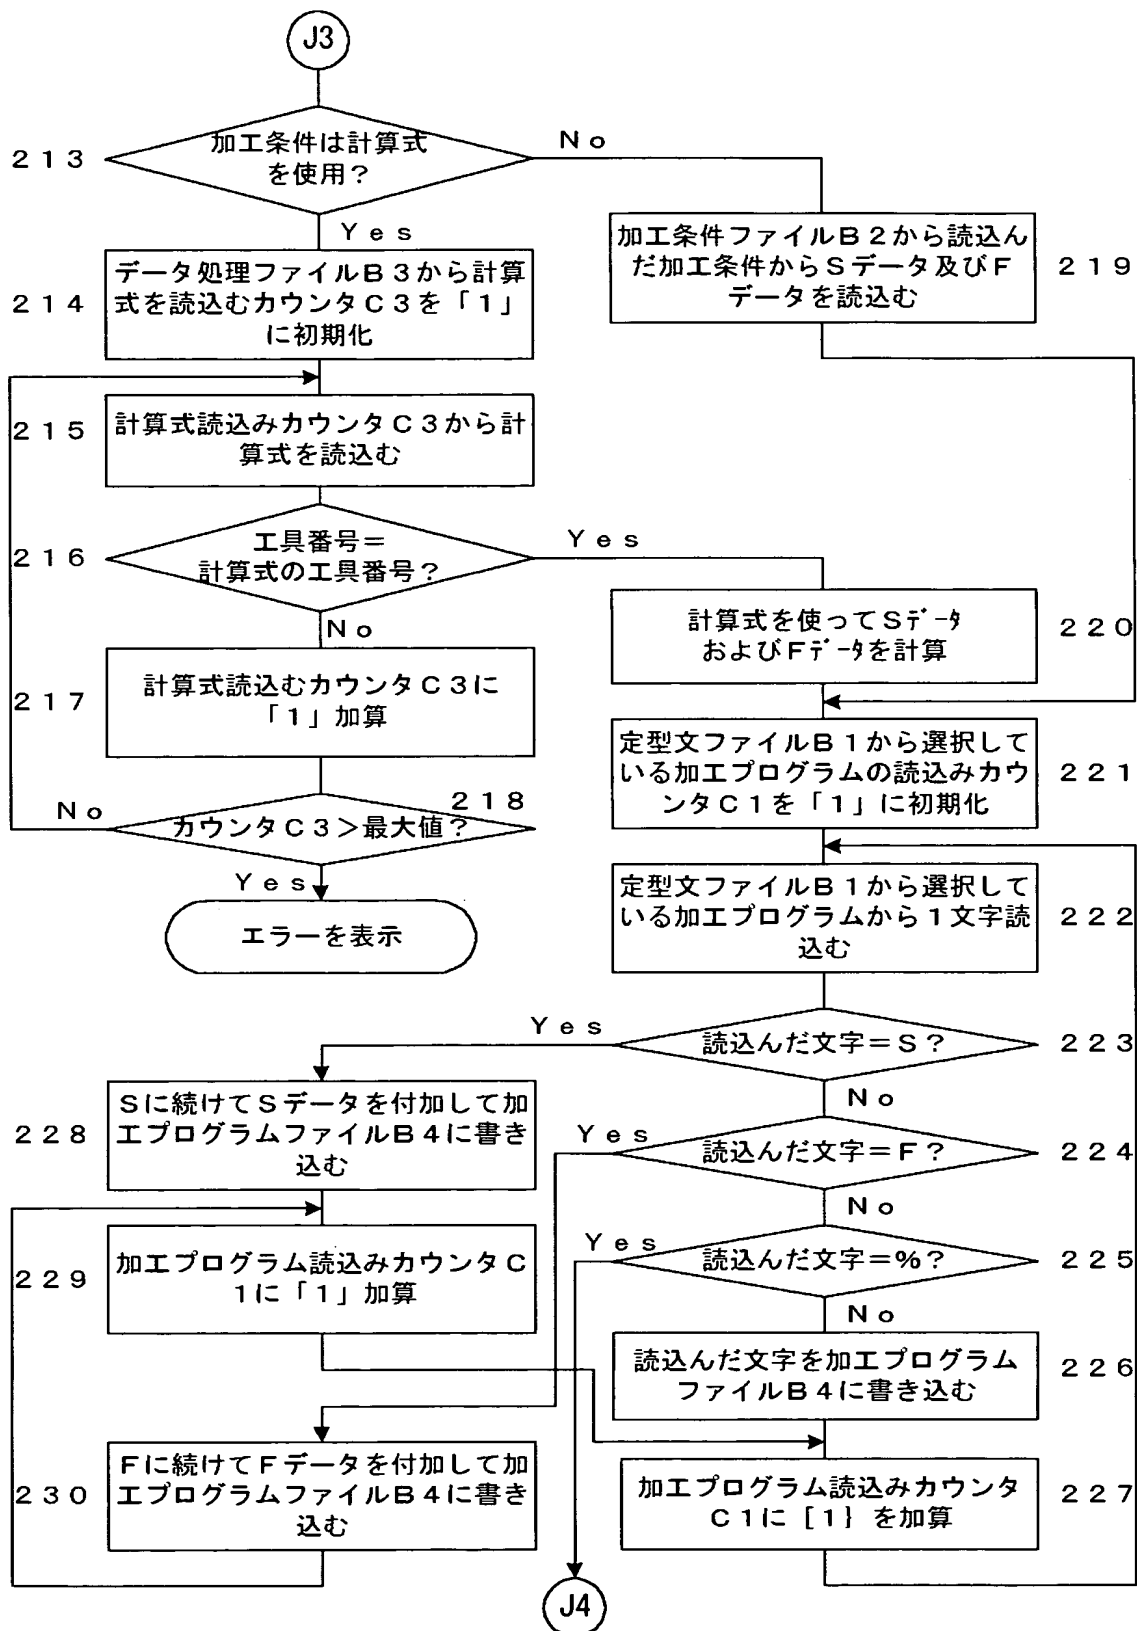 J3
213
加工条件は計算式
を使用?
No
Yes
214
データ処理ファイルB3から計算
式を読込むカウンタC3を「1」
に初期化
加工条件ファイルB2から読込ん
だ加工条件からSデータ及びF
データを読込む
219
215
計算式読込みカウンタC3から計
算式を読込む
216
工具番号=
計算式の工具番号?
Yes
No
計算式を使ってSデータ
およびFデータを計算
220
217
計算式読込むカウンタC3に
「1」加算
定型文ファイルB1から選択して
いる加工プログラムの読込みカウ
ンタC1を「1」に初期化
221
218
No
カウンタC3>最大値?
Yes
エラーを表示
定型文ファイルB1から選択して
いる加工プログラムから1文字読
込む
222
Yes
読込んだ文字=S?
223
No
228
Sに続けてSデータを付加して加
工プログラムファイルB4に書き
込む
Yes
読込んだ文字=F?
224
No
229
加工プログラム読込みカウンタC
1に「1」加算
Yes
読込んだ文字=%?
225
No
読込んだ文字を加工プログラム
ファイルB4に書き込む
226
230
Fに続けてFデータを付加して加
工プログラムファイルB4に書き
込む
加工プログラム読込みカウンタ
C1に[1}を加算
227
J4